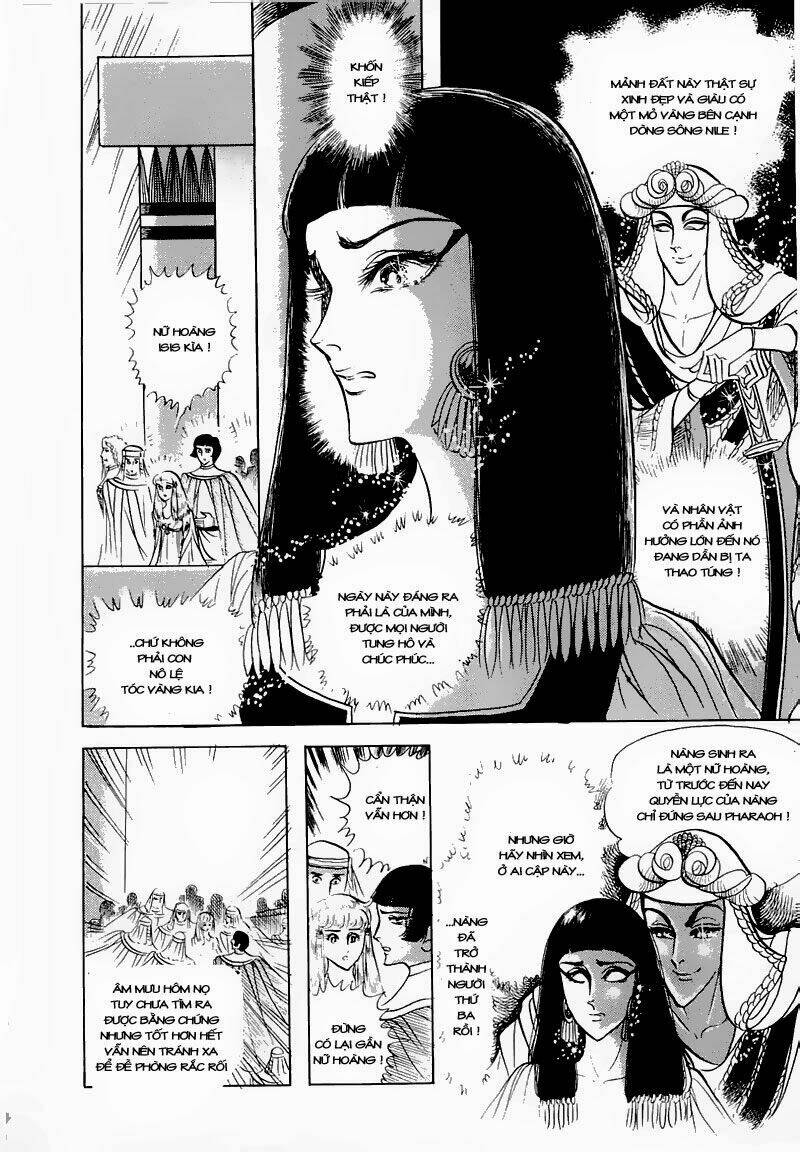 MẢNH ĐẤT NÀY THẬT SỰ
XINH ĐẸP VÀ GIÀU CÓ
MỘT MỎ VÀNG BÊN CẠNH
DÒNG SÔNG NILE !
KHỐN
KIẾP
THẬT !
NỮ HOÀNG
ISIS KÌA !
VÀ NHÂN VẬT
CÓ PHẦN ẢNH
HƯỞNG LỚN ĐẾN NÓ
ĐANG DẦN BỊ TA
THAO TÚNG !
NGÀY NÀY ĐÁNG RA
PHẢI LÀ CỦA MÌNH,
ĐƯỢC MỌI NGƯỜI
TUNG HÔ VÀ
CHÚC PHÚC...
..CHỨ KHÔNG
PHẢI CON
NÔ LỆ
TÓC VÀNG KIA !
NÀNG SINH RA
LÀ MỘT NỮ HOÀNG,
TỪ TRƯỚC ĐẾN NAY
QUYỀN LỰC CỦA NÀNG
CHỈ ĐỨNG SAU PHARAOH !
NHƯNG GIỜ
HÃY NHÌN XEM,
Ở AI CẬP NÀY...
...NÀNG
ĐÃ
TRỞ
THÀNH
NGƯỜI
THỨ
BA
RỒI !
CẨN THẬN
VẪN HƠN !
ĐỪNG
CÓ LẠI GẦN
NỮ HOÀNG !
ÂM MƯU HÔM NỌ
TUY CHƯA TÌM RA
ĐƯỢC BẰNG CHỨNG
NHƯNG TỐT HƠN HẾT
VẪN NÊN TRÁNH XA
ĐỂ ĐỀ PHÒNG RẮC RỐI